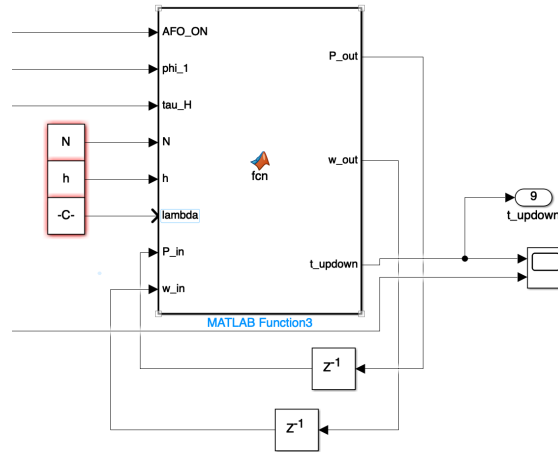 AFO_ON
P_out
phi_1
tau_H
N
N
w_out
fcn
h
h
-C-
lambda
9
t_updown
P_in
t_updown
w_in
MATLAB Function3
Z-1
Z-1